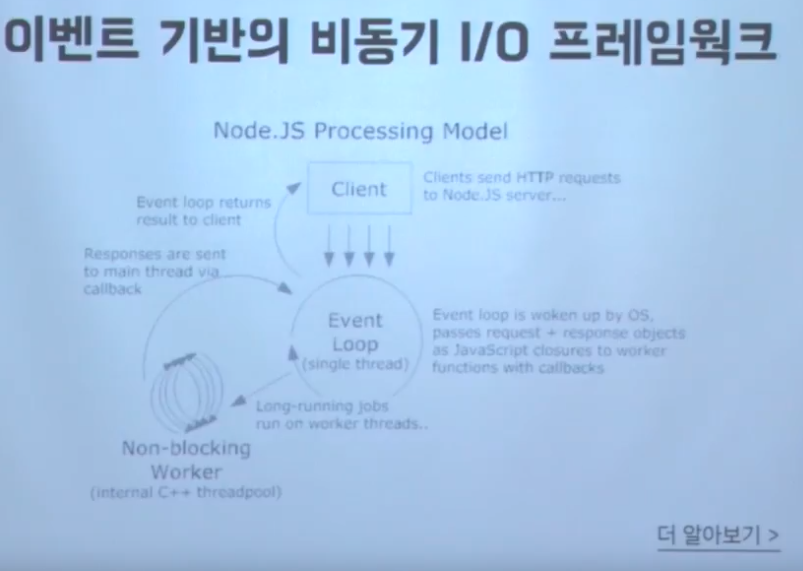 이벤트 기반의 비동기 I/O 프레임웍크
Node.JS Processing Model
Client
Clients send HTTP requests
to Node.JS server...
Event loop returns
result to client
Responses are sent
to main thread via
callback
Event
Loop
(single thread)
Event loop is woken up by OS,
passes request + response objects
as JavaScript closures to worker
functions with callbacks
Long-running jobs
run on worker threads..
Non-blocking
Worker
(internal C++ threadpool)
더 알아보기 >